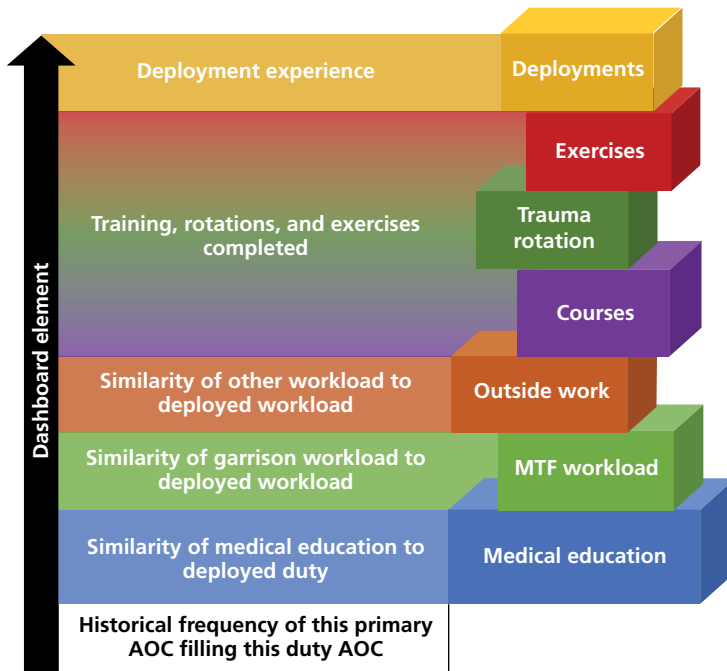 Dashboard element
Deployment experience
Deployments
Exercises
Training, rotations, and exercises
completed
Trauma
rotation
Courses
Similarity of other workload to
deployed workload
Outside work
Similarity of garrison workload to
deployed workload
MTF workload
Similarity of medical education to
deployed duty
Medical education
Historical frequency of this primary
AOC filling this duty AOC